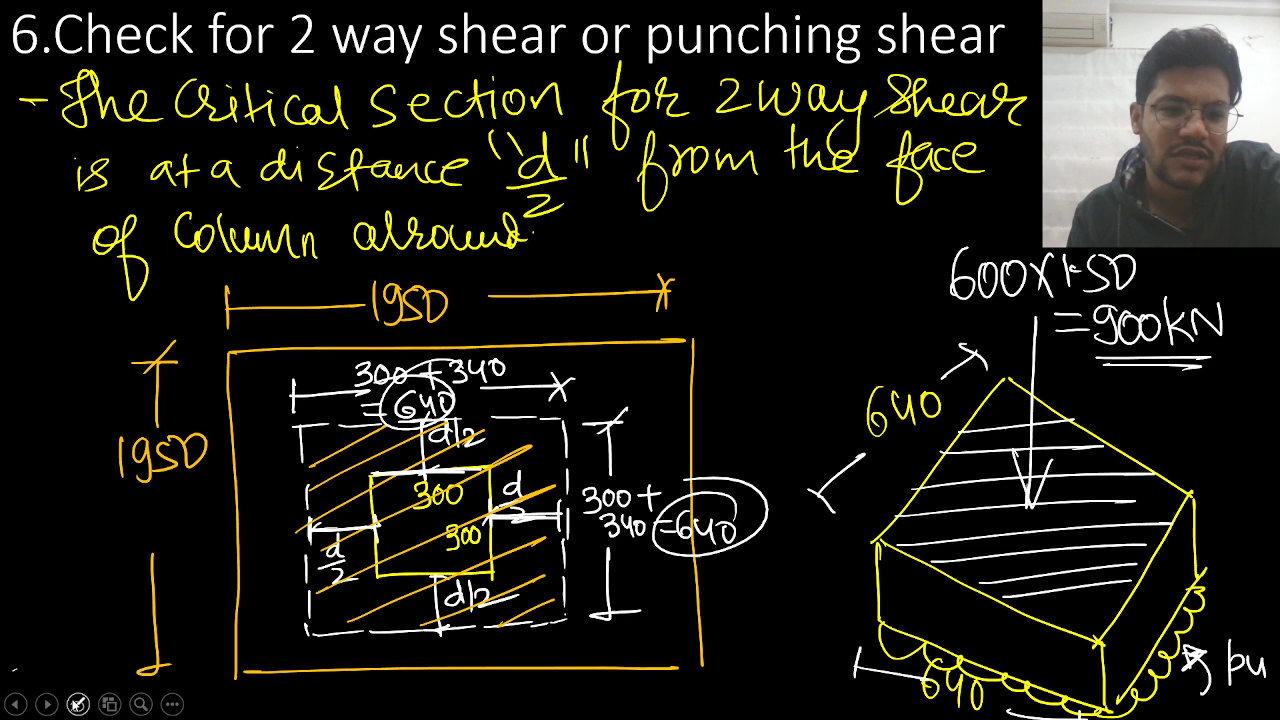 6.Check for 2 way shear or punching shear
- The Critical Section for 2 way Shear
is at a distance "d/2" from the face
of Column around.
600 x 1.50
= 900kN
1950
1950
300 + 340
= 640
d/2
300
300
d/2
d/2
d/2
300 +
340 = 640
640
640
pu